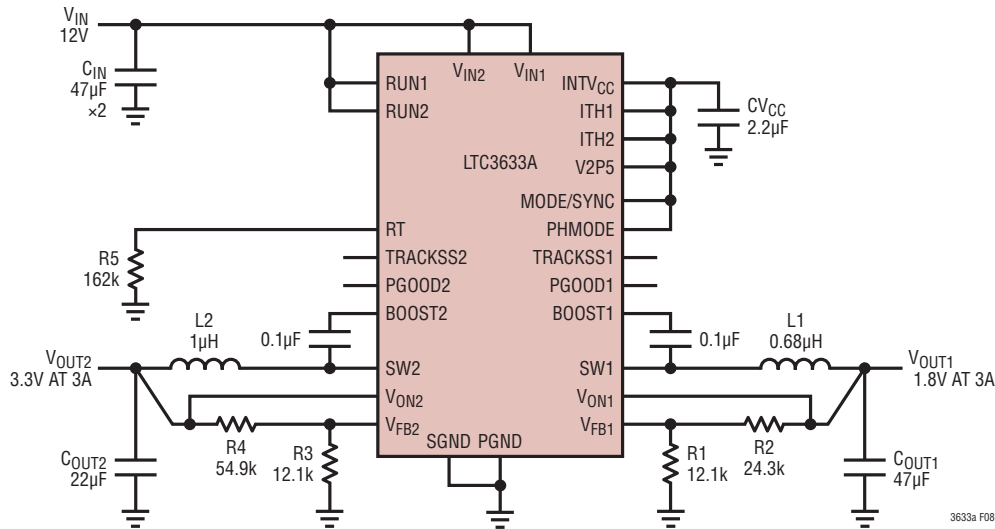 VIN
12V
CIN
47µF
×2
VIN2
VIN1
RUN1
RUN2
INTVCC
ITH1
ITH2
V2P5
MODE/SYNC
PHMODE
CVCC
2.2µF
LTC3633A
RT
R5
162k
TRACKSS2
PGOOD2
BOOST2
TRACKSS1
PGOOD1
BOOST1
L2
1µH
0.1µF
0.1µF
L1
0.68µH
VOUT2
3.3V AT 3A
SW2
SW1
VOUT1
1.8V AT 3A
VON2
VON1
VFB2
VFB1
SGND
PGND
R4
54.9k
R3
12.1k
R1
12.1k
R2
24.3k
COUT2
22µF
COUT1
47µF
3633a F08